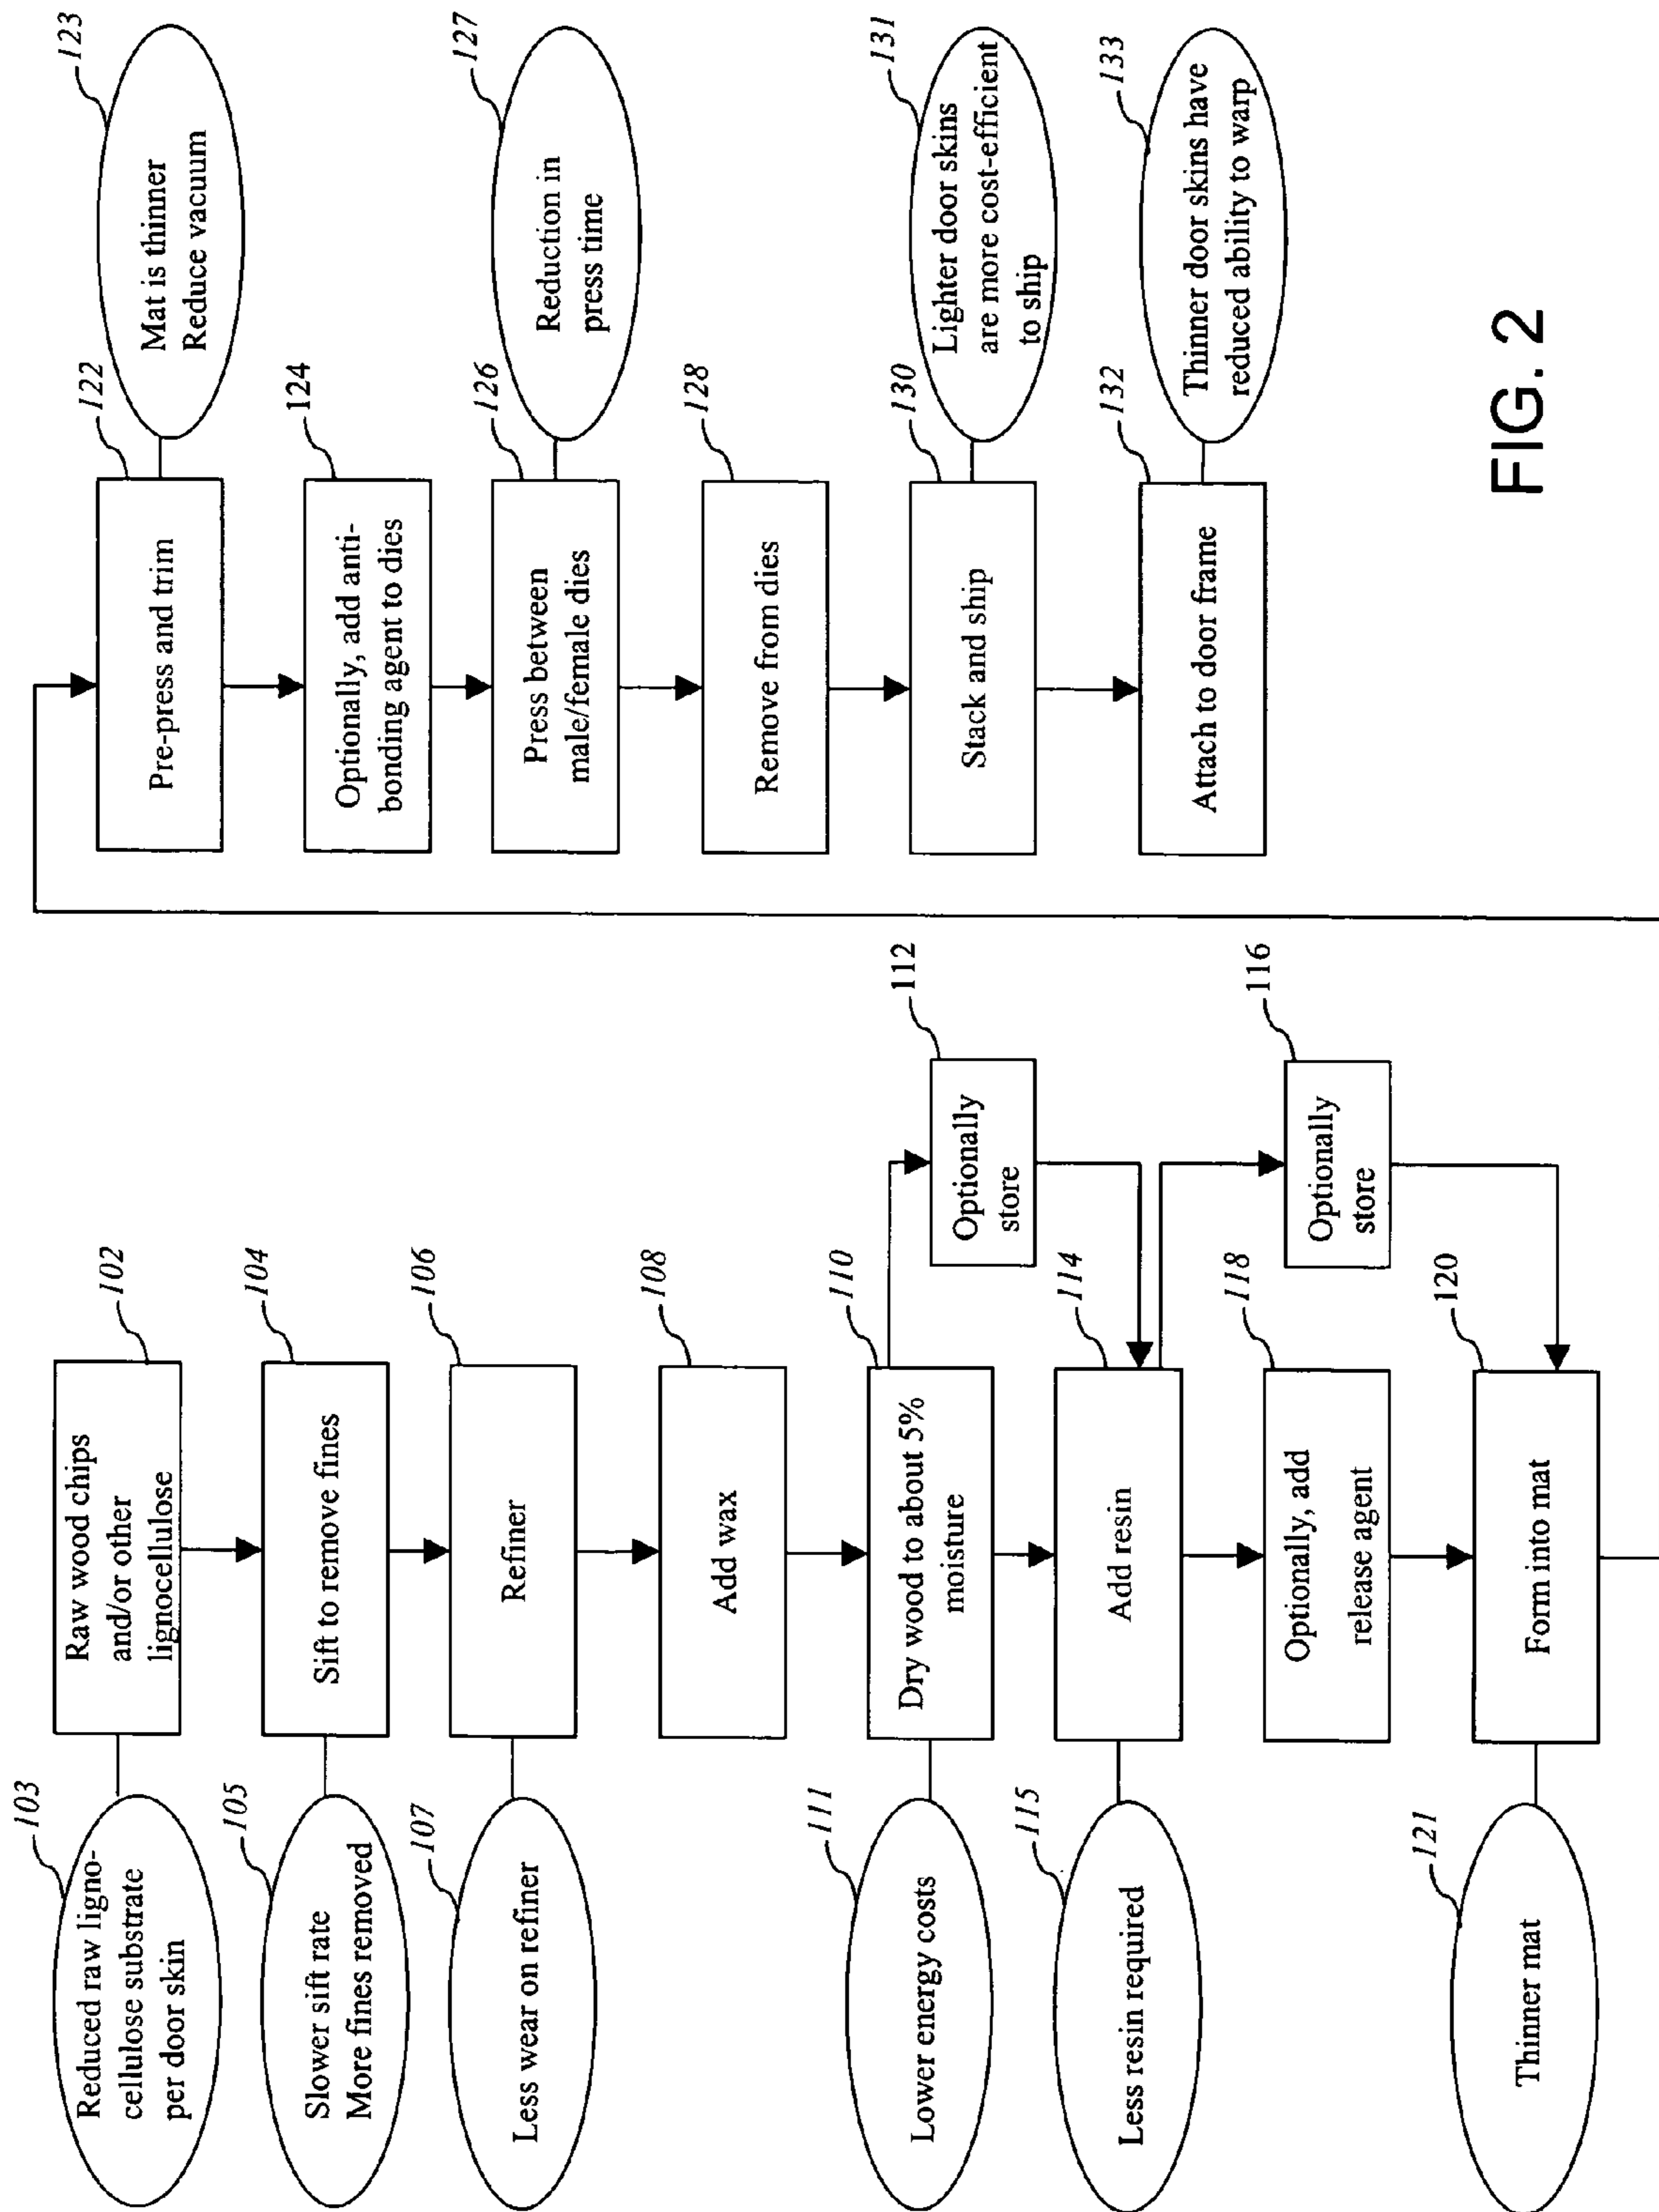 103
Reduced raw ligno-
cellulose substrate
per door skin
102
Raw wood chips
and/or other
lignocellulose
105
Slower sift rate
More fines removed
104
Sift to remove fines
107
Less wear on refiner
106
Refiner
108
Add wax
111
Lower energy costs
110
Dry wood to about 5%
moisture
112
Optionally
store
115
Less resin required
114
Add resin
116
Optionally
store
118
Optionally, add
release agent
121
Thinner mat
120
Form into mat
122
Pre-press and trim
123
Mat is thinner
Reduce vacuum
124
Optionally, add anti-
bonding agent to dies
126
Press between
male/female dies
127
Reduction in
press time
128
Remove from dies
130
Stack and ship
131
Lighter door skins
are more cost-efficient
to ship
132
Attach to door frame
133
Thinner door skins have
reduced ability to warp
FIG. 2